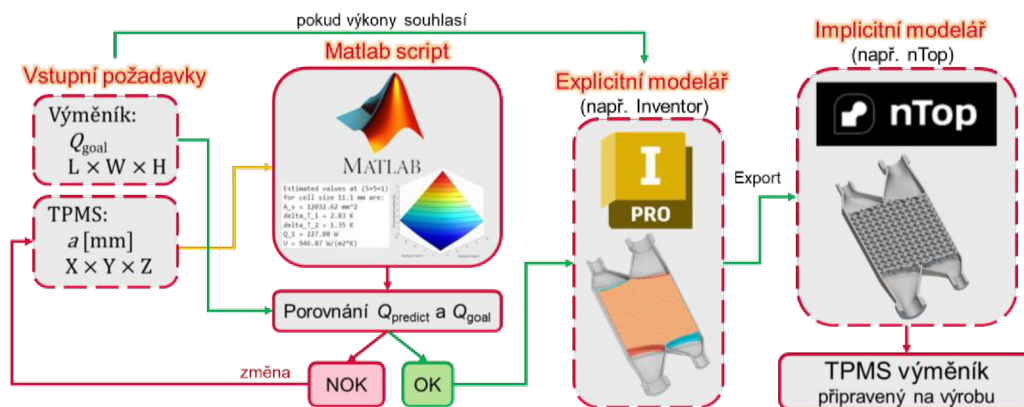 pokud výkony souhlasí
Vstupní požadavky
Výměník:
Q_goal
L × W × H
TPMS:
a [mm]
X × Y × Z
Matlab script
MATLAB
Estimated values at (5+5+1)
for cell size 11.1 mm are:
A_s = 12032.62 mm^2
delta_T_1 = 2.83 K
delta_T_2 = 1.35 K
Q_1 = 227.08 W
U = 946.87 W/(m2*K)
Porovnání Q_predict a Q_goal
změna
NOK
OK
Explicitní modelář
(např. Inventor)
I
PRO
Export
Implicitní modelář
(např. nTop)
nTop
TPMS výměník
připravený na výrobu